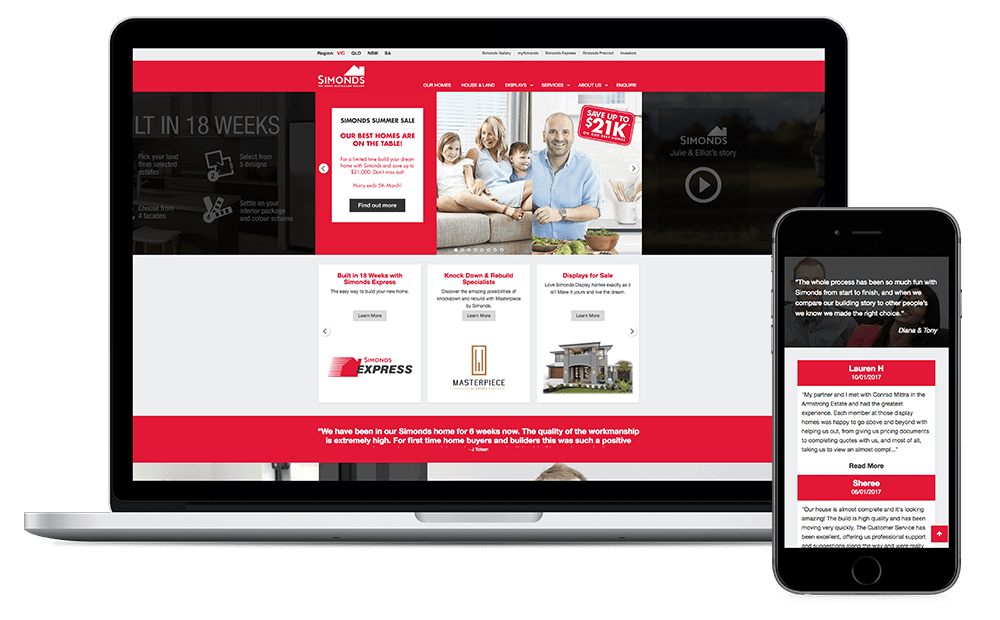 Region VIC QLD NSW SA
Simonds Gallery mySimonds Simonds Express Simonds Precinct Investors
SIMONDS
OUR HOMES HOUSE & LAND DISPLAYS SERVICES ABOUT US ENQUIRE
LT IN 18 WEEKS
Pick your land
from selected
estates
2
Select from
5 designs
Choose from
4 facades
Settle on your
interior package
and colour scheme
SIMONDS SUMMER SALE
OUR BEST HOMES ARE
ON THE TABLE!
For a limited time build your dream
home with Simonds and save up to
$21,000. Don't miss out!
Hurry ends 5th March!
Find out more
SAVE UP TO
$21K
ON OUR BEST HOMES
SIMONDS
Julie & Elliot's story
Built in 18 Weeks with
Simonds Express
The easy way to build your new home.
Learn More
SIMONDS
EXPRESS
Knock Down & Rebuild
Specialists
Discover the amazing possibilities of
knockdown and rebuild with Masterpiece
by Simonds.
Learn More
MASTERPIECE
BY SIMONDS
Displays for Sale
Love Simonds Display homes exactly as it
is? Make it yours and live the dream.
Learn More
"We have been in our Simonds home for 6 weeks now. The quality of the workmanship
is extremely high. For first time home buyers and builders this was such a positive
- J Tolsen
"The whole process has been so much fun with
Simonds from start to finish, and when we
compare our building story to other people's
we know we made the right choice."
Diana & Tony
Lauren H
10/01/2017
"My partner and I met with Conrad Mittra in the
Armstrong Estate and had the greatest
experience. Each member at those display
homes was happy to go above and beyond with
helping us out, from giving us pricing documents
to completing quotes with us, and most of all,
taking us to view an almost compl..."
Read More
Sheree
06/01/2017
"Our house is almost complete and it's looking
amazing! The build is high quality and has been
moving very quickly. The Customer Service has
been excellent, offering us professional support
and suggestions along the way and were really